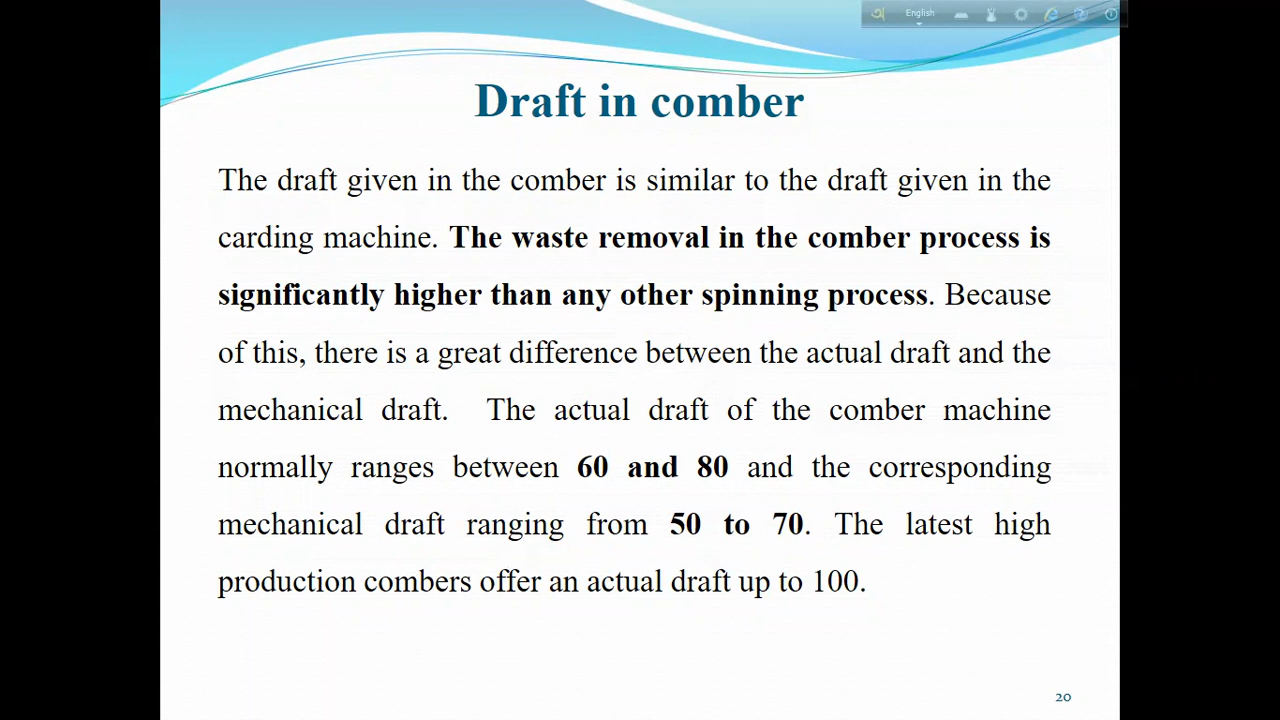 English
Draft in comber
The draft given in the comber is similar to the draft given in the
carding machine. The waste removal in the comber process is
significantly higher than any other spinning process. Because
of this, there is a great difference between the actual draft and the
mechanical draft. The actual draft of the comber machine
normally ranges between 60 and 80 and the corresponding
mechanical draft ranging from 50 to 70. The latest high
production combers offer an actual draft up to 100.
20